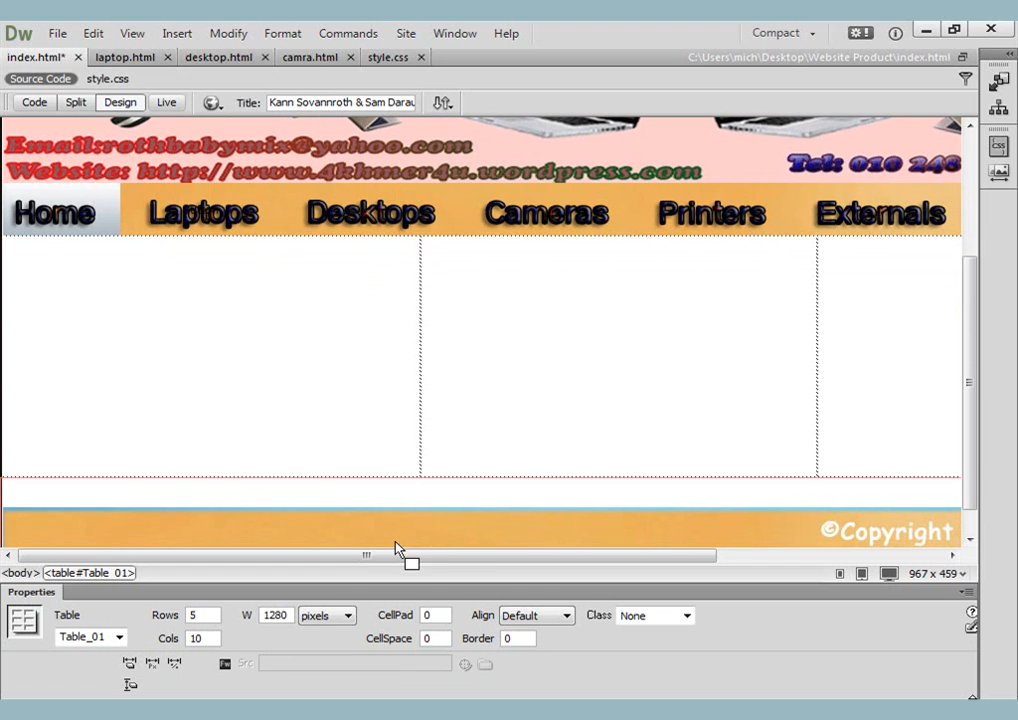 Dw File Edit View Insert Modify Format Commands Site Window Help Compact
index.html* laptop.html desktop.html camra.html style.css C:\Users\mich\Desktop\Website Product\index.html
Source Code style.css
Code Split Design Live Title: Kann Sovannroth & Sam Darau
Email:rothbabymix@yahoo.com
Website: http://www.4khmer4u.wordpress.com Tel: 010 248
Home Laptops Desktops Cameras Printers Externals
©Copyright
<body> <table#Table_01> 967 x 459
Properties
Table Rows 5 W 1280 pixels CellPad 0 Align Default Class None
Table_01 Cols 10 CellSpace 0 Border 0
Src
CSS